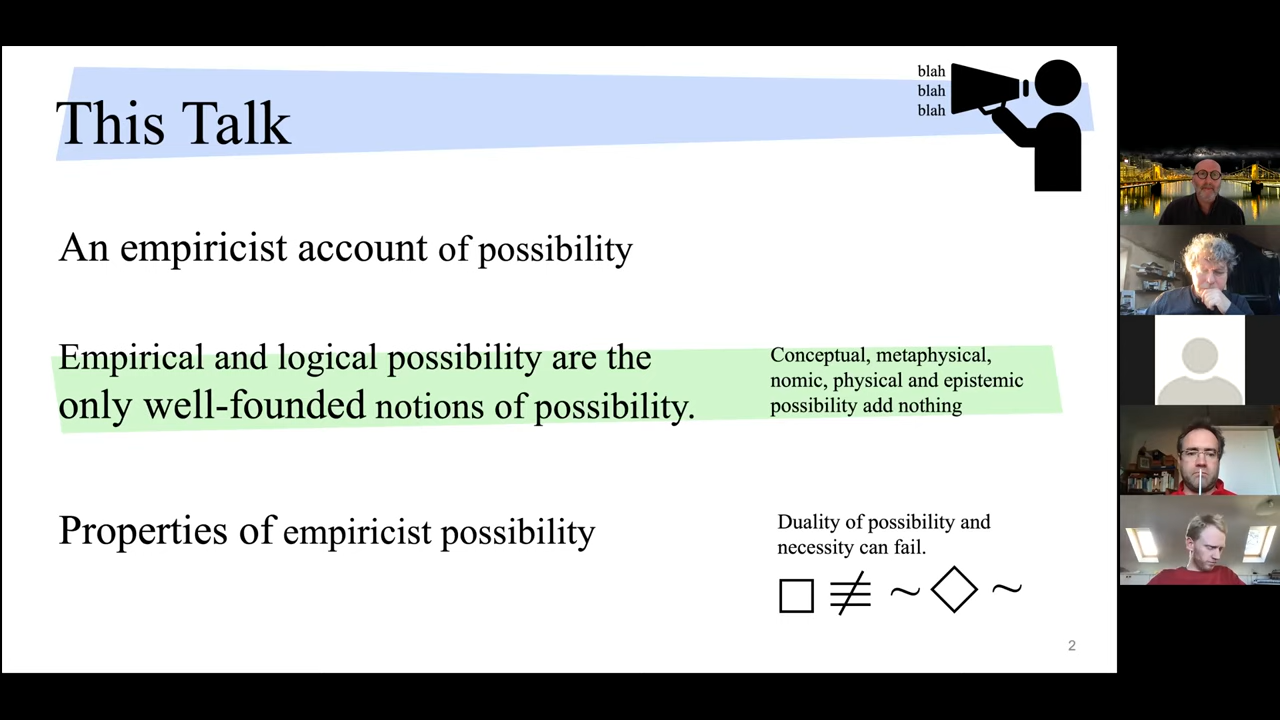 This Talk
blah
blah
blah
An empiricist account of possibility
Empirical and logical possibility are the
only well-founded notions of possibility.
Conceptual, metaphysical,
nomic, physical and epistemic
possibility add nothing
Properties of empiricist possibility
Duality of possibility and
necessity can fail.
□ ≢ ~◇~
2